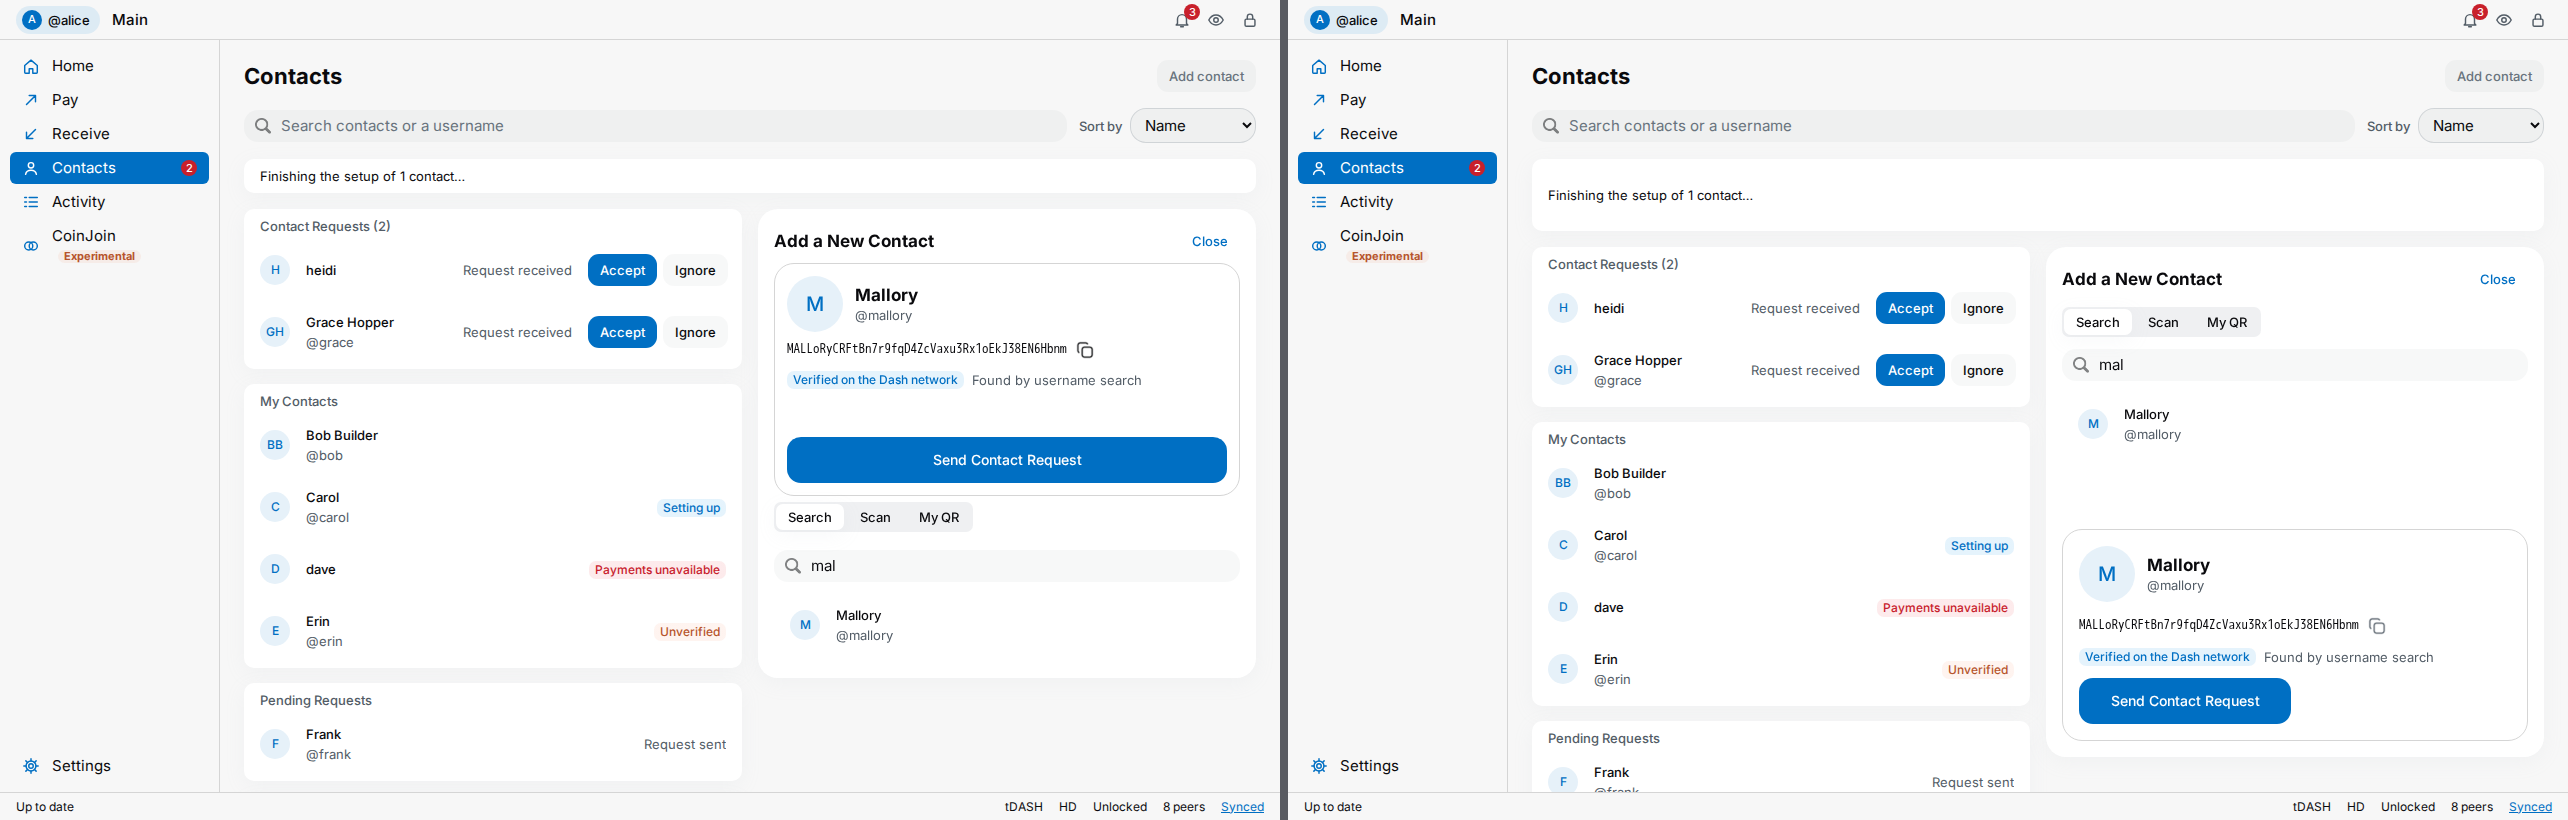 A @alice Main 3
Home
Pay
Receive
Contacts 2
Activity
CoinJoin
Experimental
Settings
Contacts
Add contact
Search contacts or a username
Sort by Name
Finishing the setup of 1 contact...
Contact Requests (2)
H heidi Request received Accept Ignore
GH Grace Hopper
@grace
Request received Accept Ignore
My Contacts
BB Bob Builder
@bob
C Carol
@carol
Setting up
D dave Payments unavailable
E Erin
@erin
Unverified
Pending Requests
F Frank
@frank
Request sent
Add a New Contact Close
M Mallory
@mallory
MALLoRyCRFtBn7r9fqD4ZcVaxu3Rx1oEkJ38EN6Hbnm
Verified on the Dash network Found by username search
Send Contact Request
Search Scan My QR
mal
M Mallory
@mallory
Up to date tDASH HD Unlocked 8 peers Synced
A @alice Main 3
Home
Pay
Receive
Contacts 2
Activity
CoinJoin
Experimental
Settings
Contacts
Add contact
Search contacts or a username
Sort by Name
Finishing the setup of 1 contact...
Contact Requests (2)
H heidi Request received Accept Ignore
GH Grace Hopper
@grace
Request received Accept Ignore
My Contacts
BB Bob Builder
@bob
C Carol
@carol
Setting up
D dave Payments unavailable
E Erin
@erin
Unverified
Pending Requests
F Frank
@frank
Request sent
Add a New Contact Close
Search Scan My QR
mal
M Mallory
@mallory
M Mallory
@mallory
MALLoRyCRFtBn7r9fqD4ZcVaxu3Rx1oEkJ38EN6Hbnm
Verified on the Dash network Found by username search
Send Contact Request
Up to date tDASH HD Unlocked 8 peers Synced